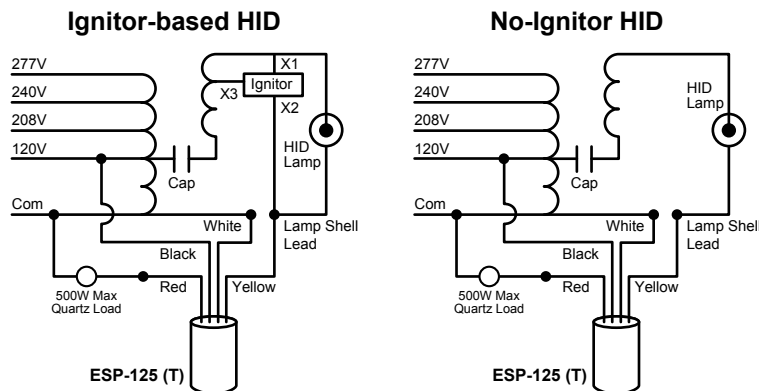 Ignitor-based HID
277V
240V
208V
120V
Com
X1
Ignitor
X3
X2
HID
Lamp
Cap
White
Lamp Shell
Lead
Black
Red
Yellow
500W Max
Quartz Load
ESP-125 (T)
No-Ignitor HID
277V
240V
208V
120V
Com
HID
Lamp
Cap
White
Lamp Shell
Lead
Black
Red
Yellow
500W Max
Quartz Load
ESP-125 (T)